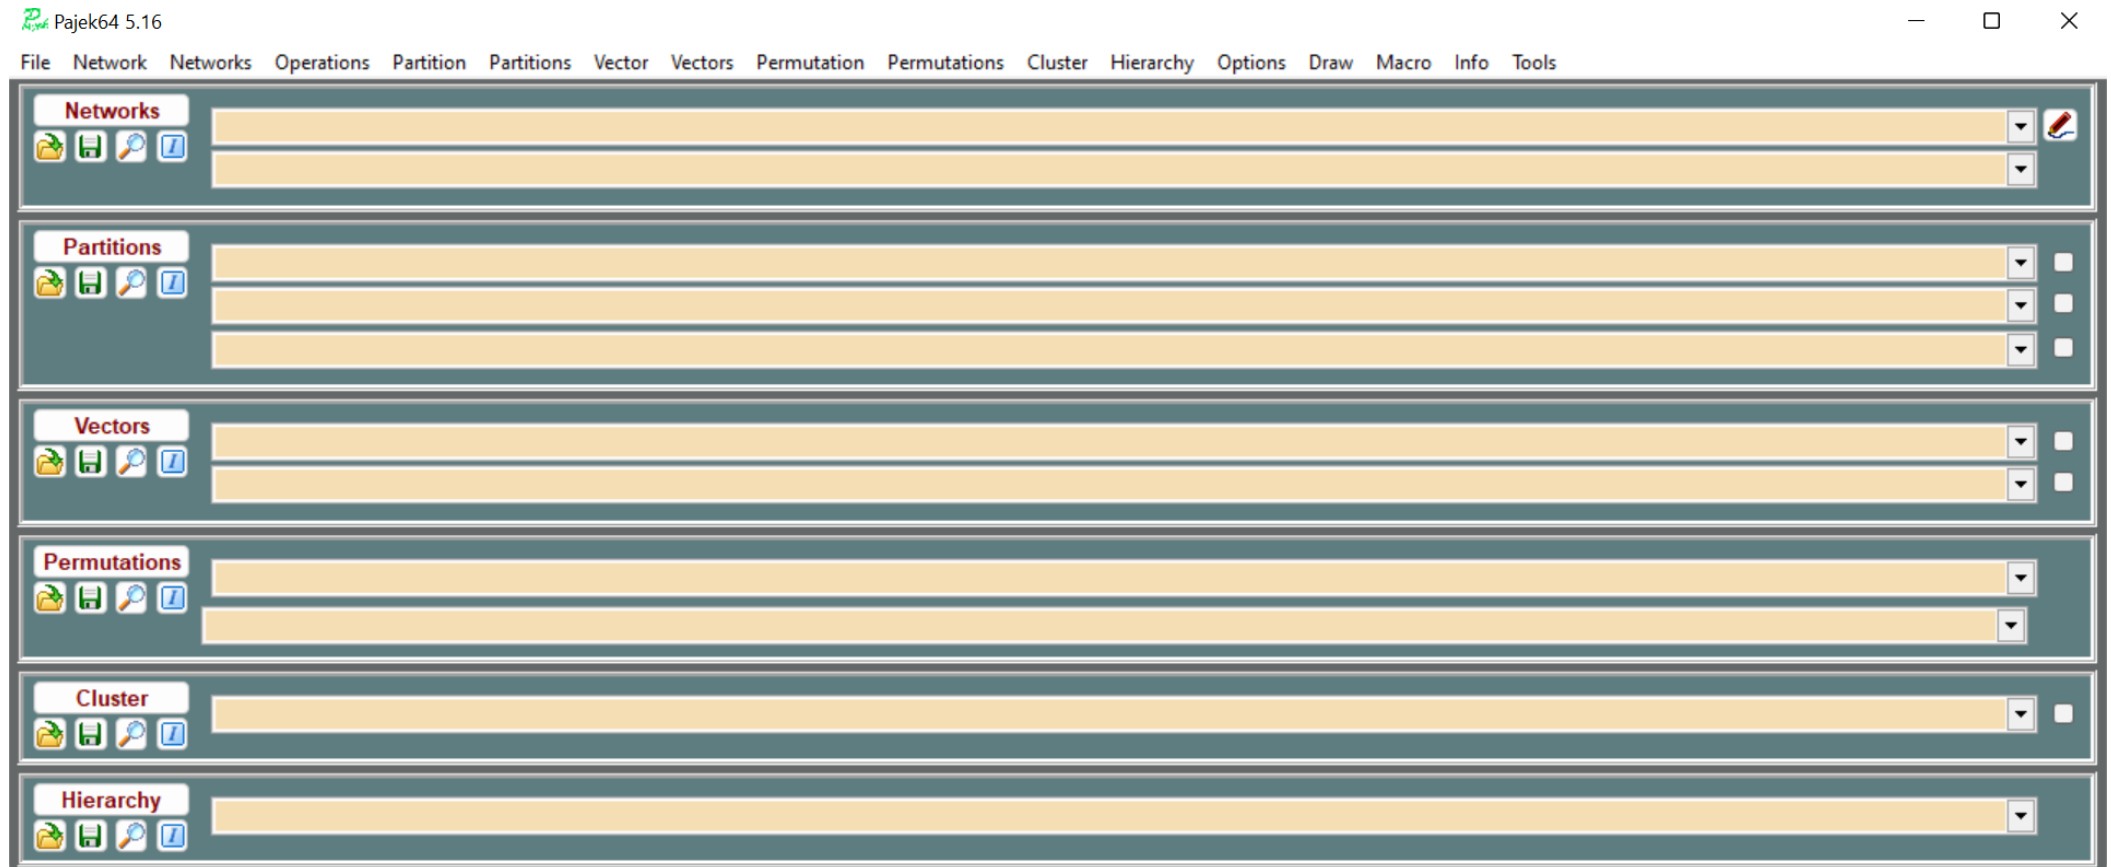 Pajek64 5.16
File Network Networks Operations Partition Partitions Vector Vectors Permutation Permutations Cluster Hierarchy Options Draw Macro Info Tools
Networks
Partitions
Vectors
Permutations
Cluster
Hierarchy